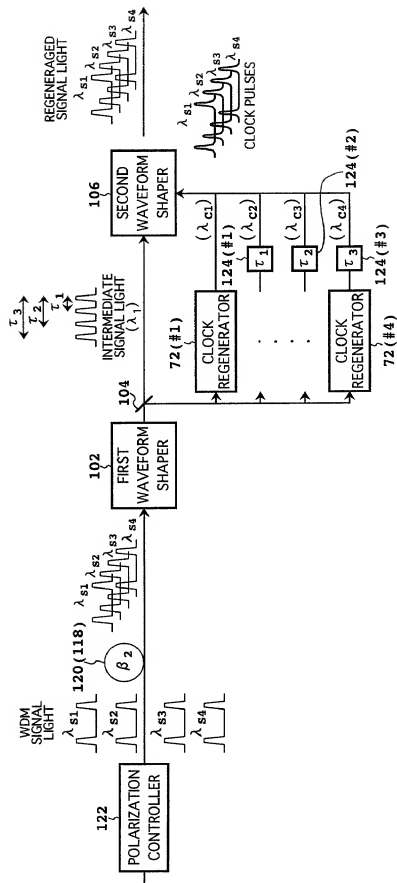 122
POLARIZATION
CONTROLLER
WDM
SIGNAL
LIGHT
λS1
λS2
λS3
λS4
120(118)
β2
λS1
λS2
λS3
λS4
102
FIRST
WAVEFORM
SHAPER
104
τ3
τ2
τ1
INTERMEDIATE
SIGNAL LIGHT
(λ1)
72(#1)
CLOCK
REGENERATOR
72(#4)
CLOCK
REGENERATOR
124(#1)
τ1
τ2
124(#2)
τ3
124(#3)
(λC1)
(λC2)
(λC3)
(λC4)
106
SECOND
WAVEFORM
SHAPER
λS1
λS2
λS3
λS4
CLOCK PULSES
REGENERAGED
SIGNAL LIGHT
λS1
λS2
λS3
λS4